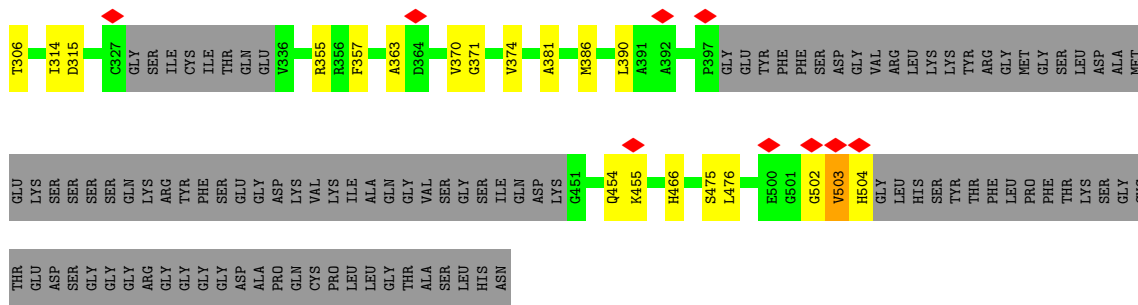 T306 I314 D315 C327 GLY SER ILE CYS ILE THR GLN GLU V336 R355 R356 F357 A363 D364 V370 G371 V374 A381 M386 L390 A391 A392 P397 GLY GLU TYR PHE PHE SER ASP GLY VAL ARG LEU LYS LYS TYR ARG GLY MET GLY SER LEU ASP ALA MET
GLU LYS SER SER SER SER GLN LYS ARG TYR PHE SER GLU GLY ASP LYS VAL LYS ILE ALA GLN GLY VAL SER GLY SER ILE GLN ASP LYS G451 Q454 K455 H466 S475 L476 E500 G501 G502 V503 H504 GLY LEU HIS SER TYR THR PHE LEU PRO PHE THR LYS SER GLY
THR GLU ASP SER GLY GLY ARG GLY GLY GLY GLY ASP ALA PRO GLN CYS PRO LEU LEU GLY THR ALA SER LEU HIS ASN